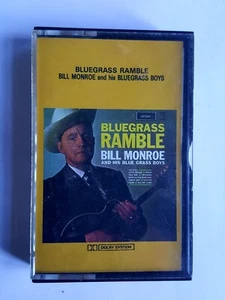 BLUEGRASS RAMBLE
BILL MONROE and his BLUEGRASS BOYS
BLUEGRASS
RAMBLE
BILL MONROE
AND HIS BLUE GRASS BOYS
DOLBY SYSTEM